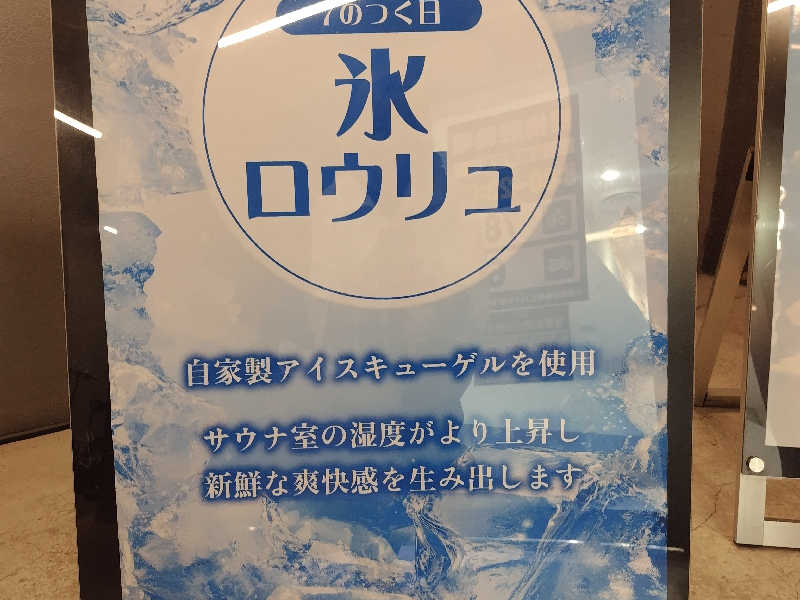 7のつく日
氷
ロウリュ
自家製アイスキューゲルを使用
サウナ室の湿度がより上昇し
新鮮な爽快感を生み出します